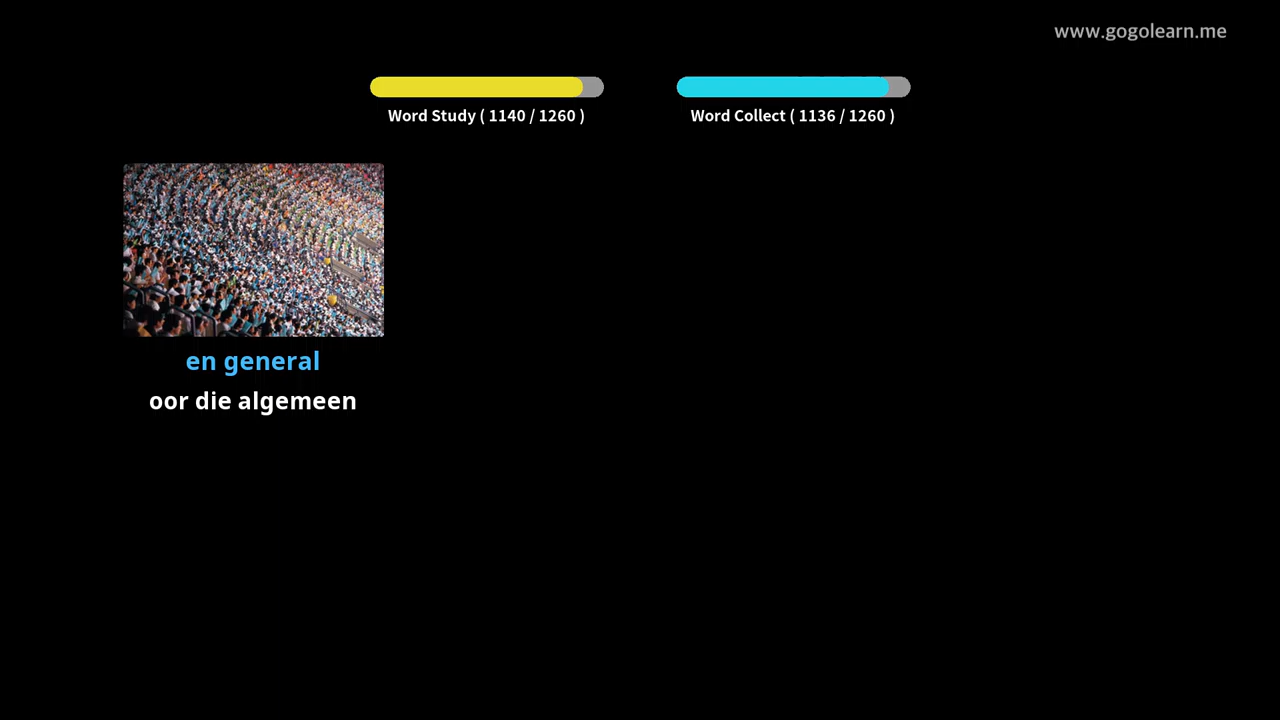 www.gogolearn.me
Word Study ( 1140 / 1260 )
Word Collect ( 1136 / 1260 )
en general
oor die algemeen